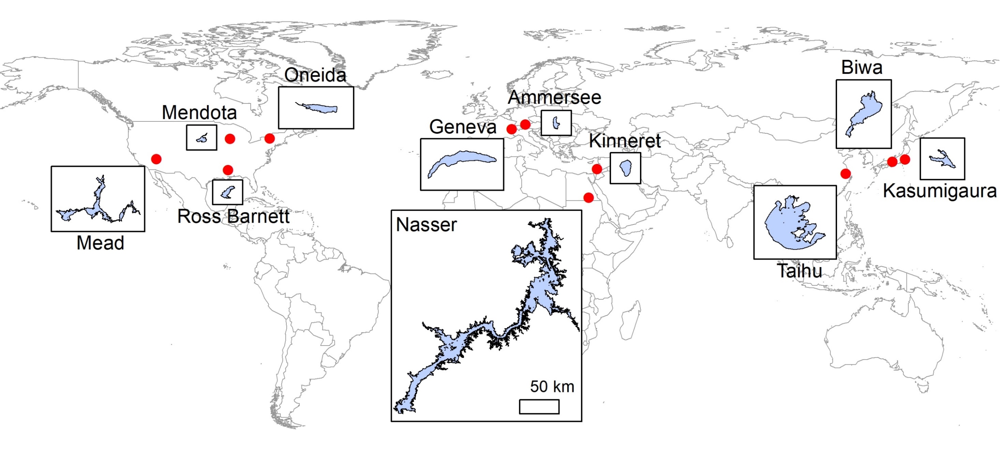 Biwa
Oneida
Ammersee
Mendota
Geneva
Kinneret
Kasumigaura
Ross Barnett
Nasser
Mead
Taihu
50 km